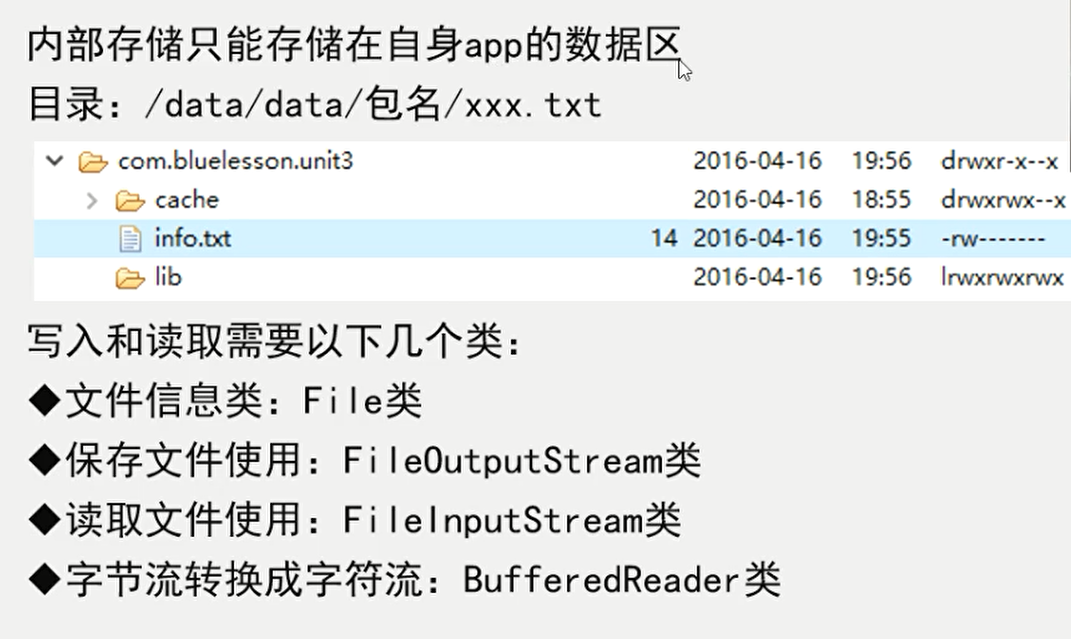 内部存储只能存储在自身app的数据区
目录：/data/data/包名/xxx.txt
com.bluelesson.unit3 2016-04-16 19:56 drwxr-x--x
cache 2016-04-16 18:55 drwxrwx--x
info.txt 14 2016-04-16 19:55 -rw-------
lib 2016-04-16 19:56 lrwxrwxrwx
写入和读取需要以下几个类：
◆文件信息类：File类
◆保存文件使用：FileOutputStream类
◆读取文件使用：FileInputStream类
◆字节流转换成字符流：BufferedReader类